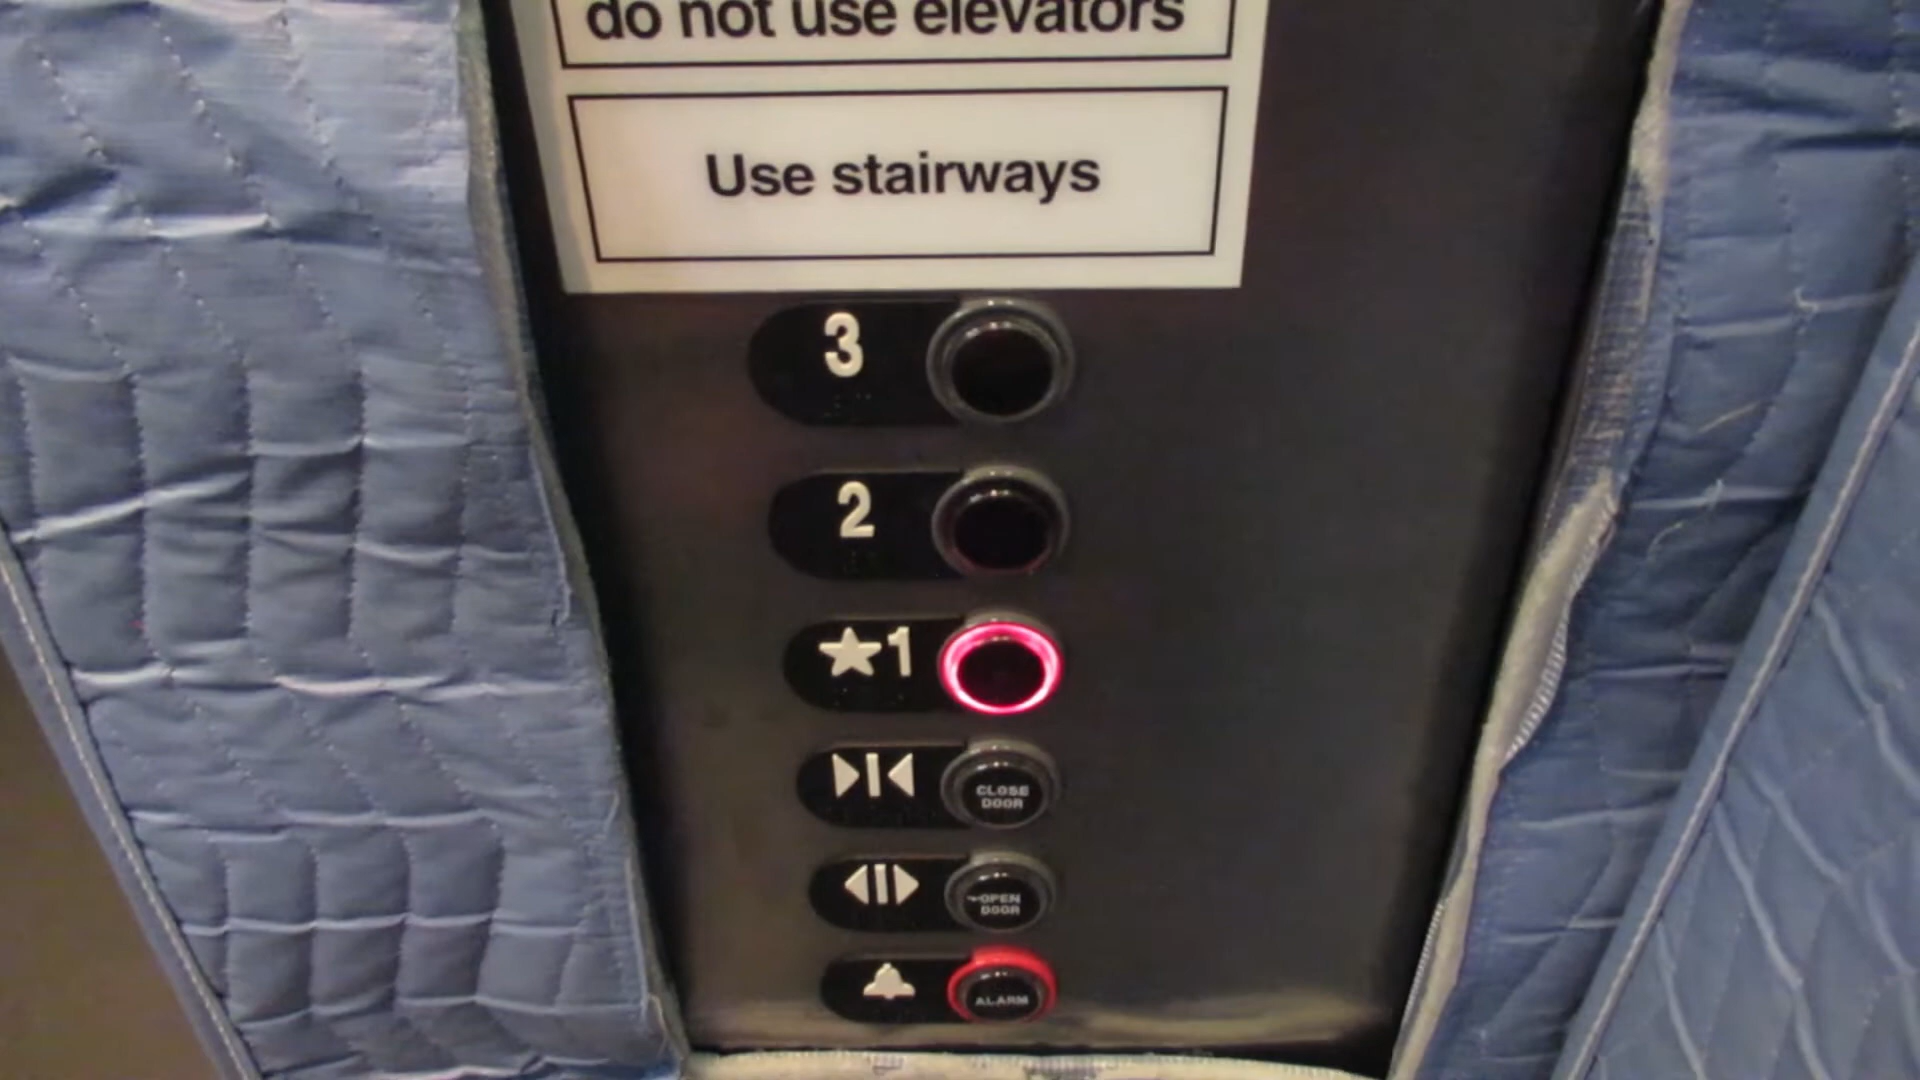 do not use elevators
Use stairways
3
2
★1
CLOSE
DOOR
OPEN
DOOR
ALARM